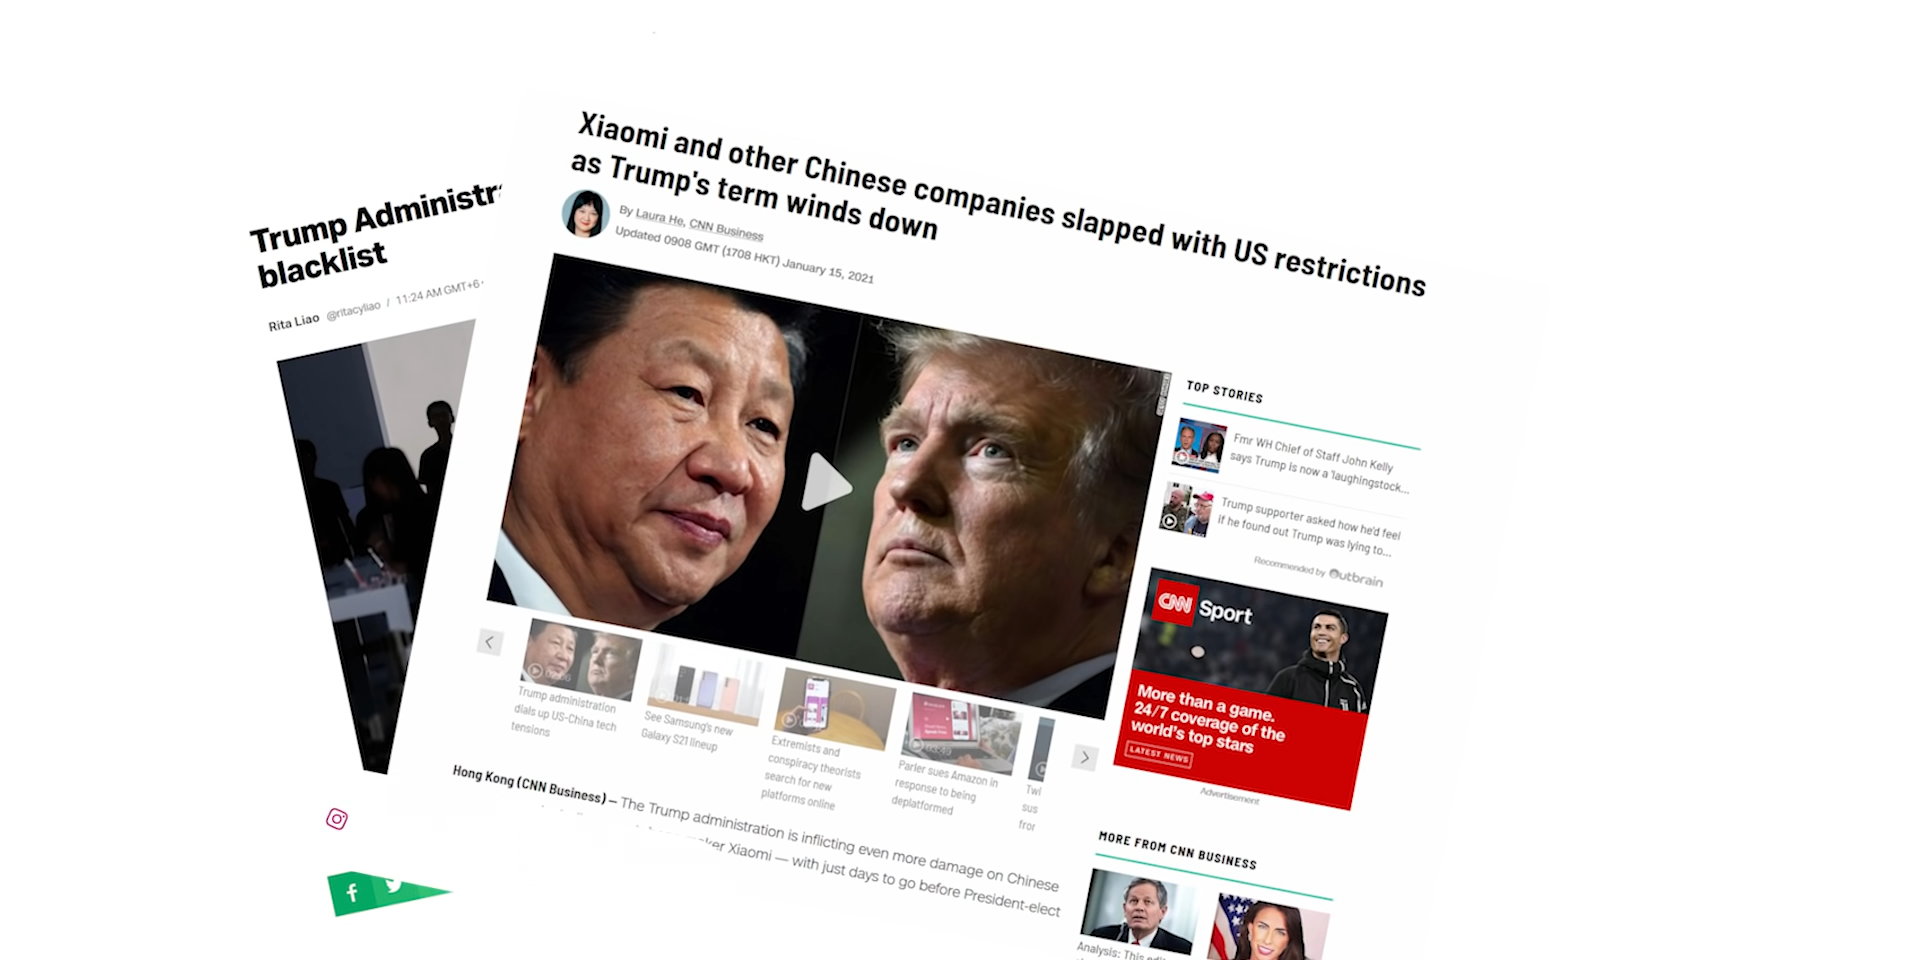 Trump Administr
blacklist
Rita Liao @ritacyliao / 11:24 AM GMT+6
Xiaomi and other Chinese companies slapped with US restrictions
as Trump's term winds down
By Laura He, CNN Business
Updated 0908 GMT (1708 HKT) January 15, 2021
Trump administration
dials up US-China tech
tensions
See Samsung's new
Galaxy S21 lineup
Extremists and
conspiracy theorists
search for new
platforms online
03:49
Parler sues Amazon in
response to being
deplatformed
Twi
sus
fror
Hong Kong (CNN Business) — The Trump administration is inflicting even more damage on Chinese
Xiaomi — with just days to go before President-elect
TOP STORIES
Fmr WH Chief of Staff John Kelly
says Trump is now a 'laughingstock...
Trump supporter asked how he'd feel
if he found out Trump was lying to...
Recommended by Outbrain
CNN Sport
More than a game.
24/7 coverage of the
world's top stars
LATEST NEWS
Advertisement
MORE FROM CNN BUSINESS
Analysis: This